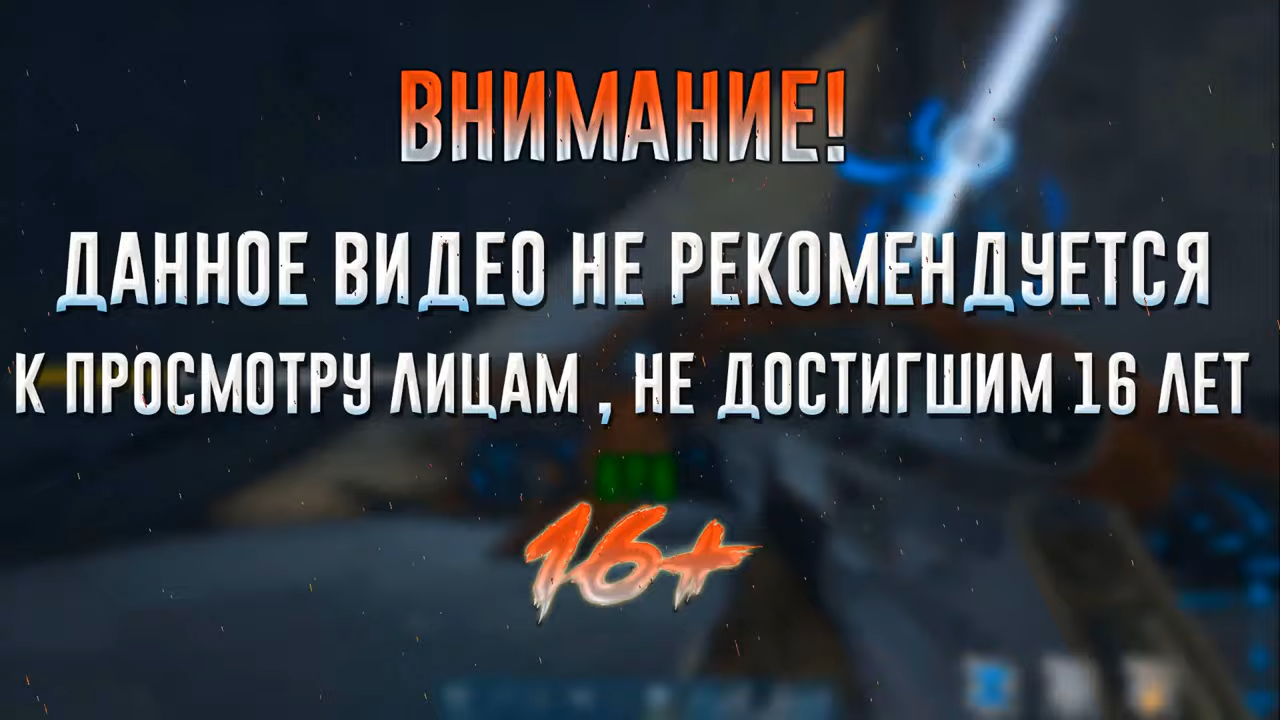 ВНИМАНИЕ!
ДАННОЕ ВИДЕО НЕ РЕКОМЕНДУЕТСЯ
К ПРОСМОТРУ ЛИЦАМ , НЕ ДОСТИГШИМ 16 ЛЕТ
16+